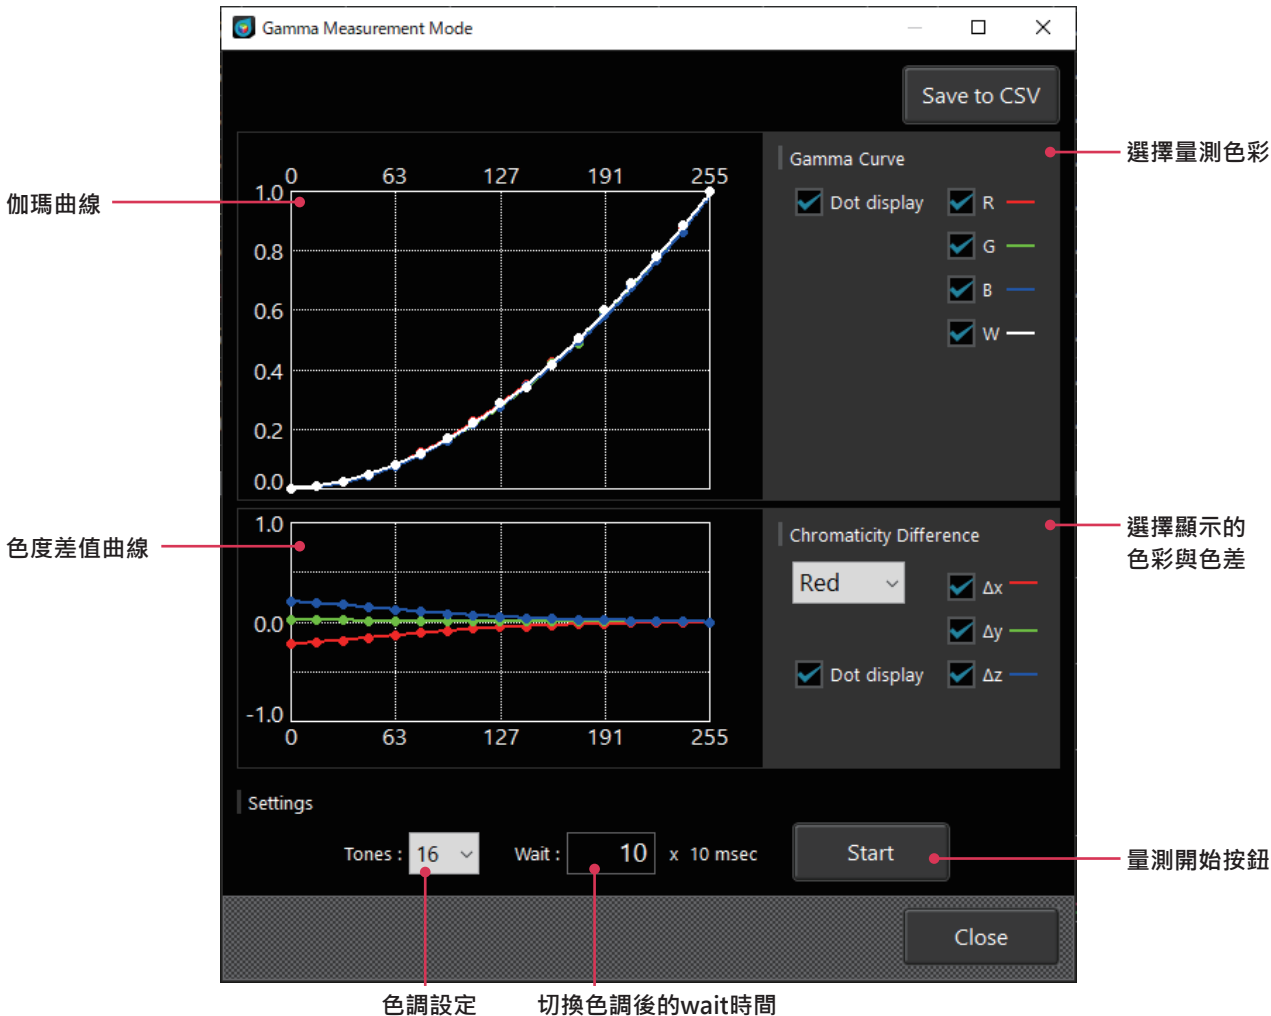 Gamma Measurement Mode
Save to CSV
伽瑪曲線
0 63 127 191 255
1.0
0.8
0.6
0.4
0.2
0.0
Gamma Curve
Dot display
R
G
B
W
選擇量測色彩
色度差值曲線
1.0
0.0
-1.0
0 63 127 191 255
Chromaticity Difference
Red
Δx
Δy
Dot display
Δz
選擇顯示的
色彩與色差
Settings
Tones : 16
Wait : 10 x 10 msec
Start
量測開始按鈕
Close
色調設定
切換色調後的wait時間